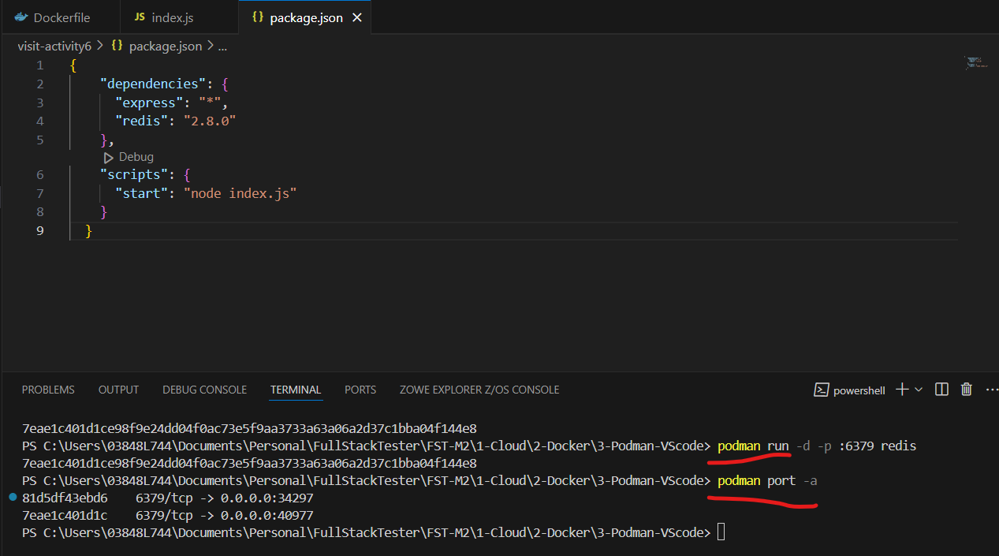 Dockerfile JS index.js {} package.json
visit-activity6 > {} package.json > ...
1 {
2 "dependencies": {
3 "express": "*",
4 "redis": "2.8.0"
5 },
Debug
6 "scripts": {
7 "start": "node index.js"
8 }
9 }
PROBLEMS OUTPUT DEBUG CONSOLE TERMINAL PORTS ZOWE EXPLORER Z/OS CONSOLE powershell
7eae1c401d1ce98f9e24dd04f0ac73e5f9aa3733a63a06a2d37c1bba04f144e8
PS C:\Users\03848L744\Documents\Personal\FullStackTester\FST-M2\1-Cloud\2-Docker\3-Podman-VScode> podman run -d -p :6379 redis
7eae1c401d1ce98f9e24dd04f0ac73e5f9aa3733a63a06a2d37c1bba04f144e8
PS C:\Users\03848L744\Documents\Personal\FullStackTester\FST-M2\1-Cloud\2-Docker\3-Podman-VScode> podman port -a
81d5df43ebd6 6379/tcp -> 0.0.0.0:34297
7eae1c401d1c 6379/tcp -> 0.0.0.0:40977
PS C:\Users\03848L744\Documents\Personal\FullStackTester\FST-M2\1-Cloud\2-Docker\3-Podman-VScode>